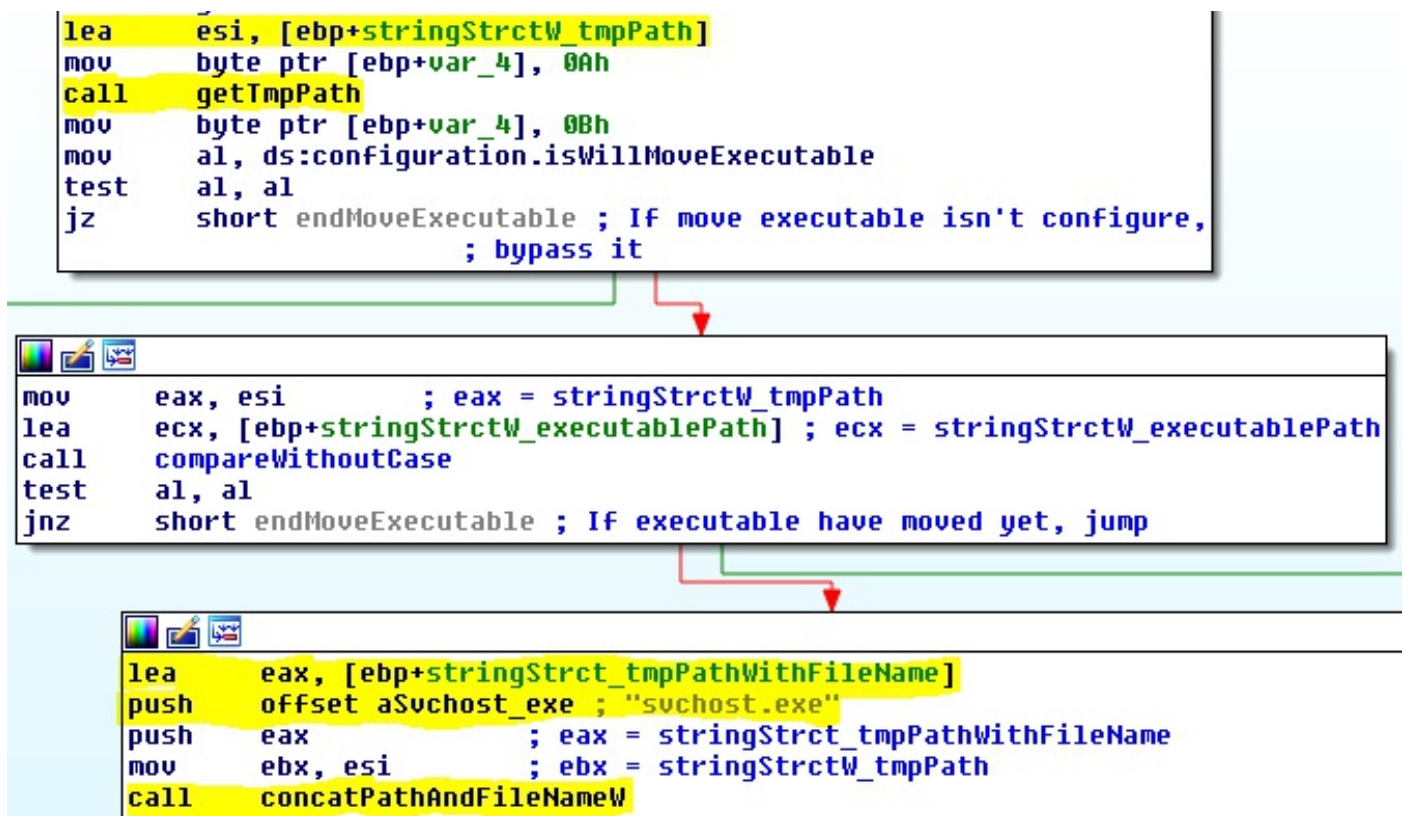 lea esi, [ebp+stringStrctW_tmpPath]
mov byte ptr [ebp+var_4], 0Ah
call getTmpPath
mov byte ptr [ebp+var_4], 0Bh
mov al, ds:configuration.isWillMoveExecutable
test al, al
jz short endMoveExecutable ; If move executable isn't configure,
; bypass it
mov eax, esi ; eax = stringStrctW_tmpPath
lea ecx, [ebp+stringStrctW_executablePath] ; ecx = stringStrctW_executablePath
call compareWithoutCase
test al, al
jnz short endMoveExecutable ; If executable have moved yet, jump
lea eax, [ebp+stringStrct_tmpPathWithFileName]
push offset aSvchost_exe ; "svchost.exe"
push eax ; eax = stringStrct_tmpPathWithFileName
mov ebx, esi ; ebx = stringStrctW_tmpPath
call concatPathAndFileNameW